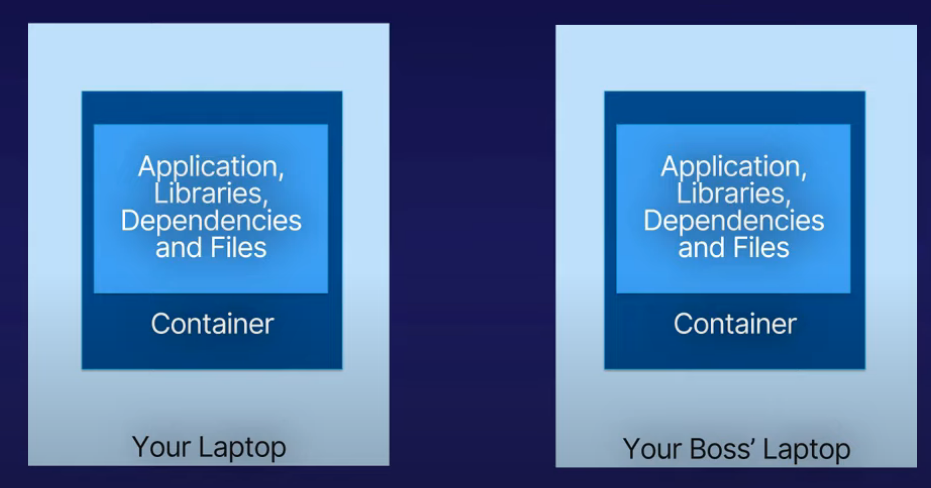 Application,
Libraries,
Dependencies
and Files
Container
Your Laptop
Application,
Libraries,
Dependencies
and Files
Container
Your Boss’ Laptop